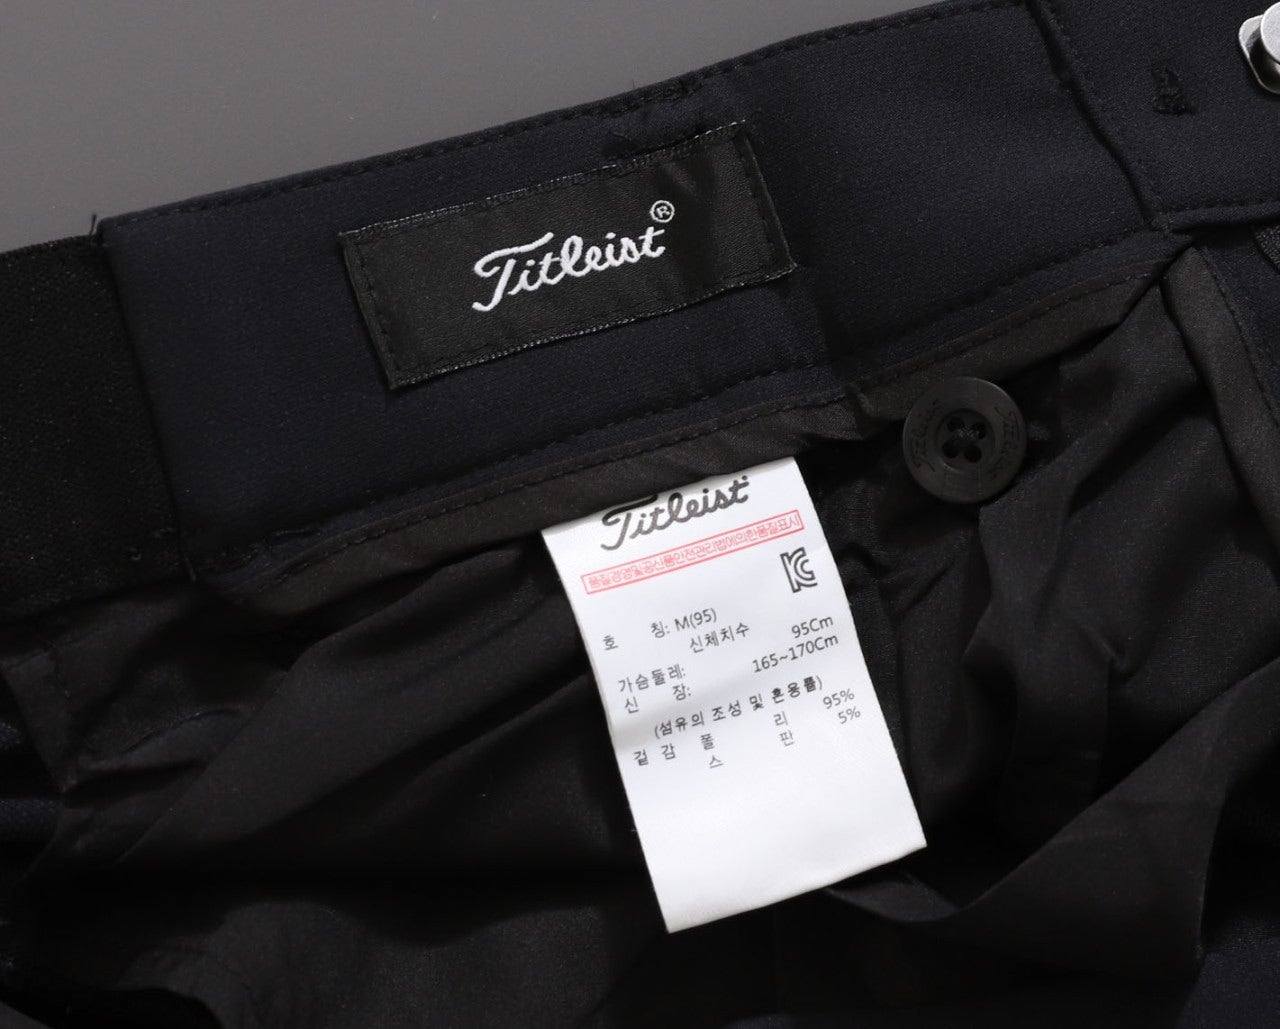 Titleist®
Titleist
Titleist
품질경영및공산품안전관리법에의한품질표시
호 칭: M(95)
신체치수
가슴둘레: 95Cm
신 장: 165~170Cm
(섬유의 조성 및 혼용률)
겉감 폴 리 95%
스 판 5%